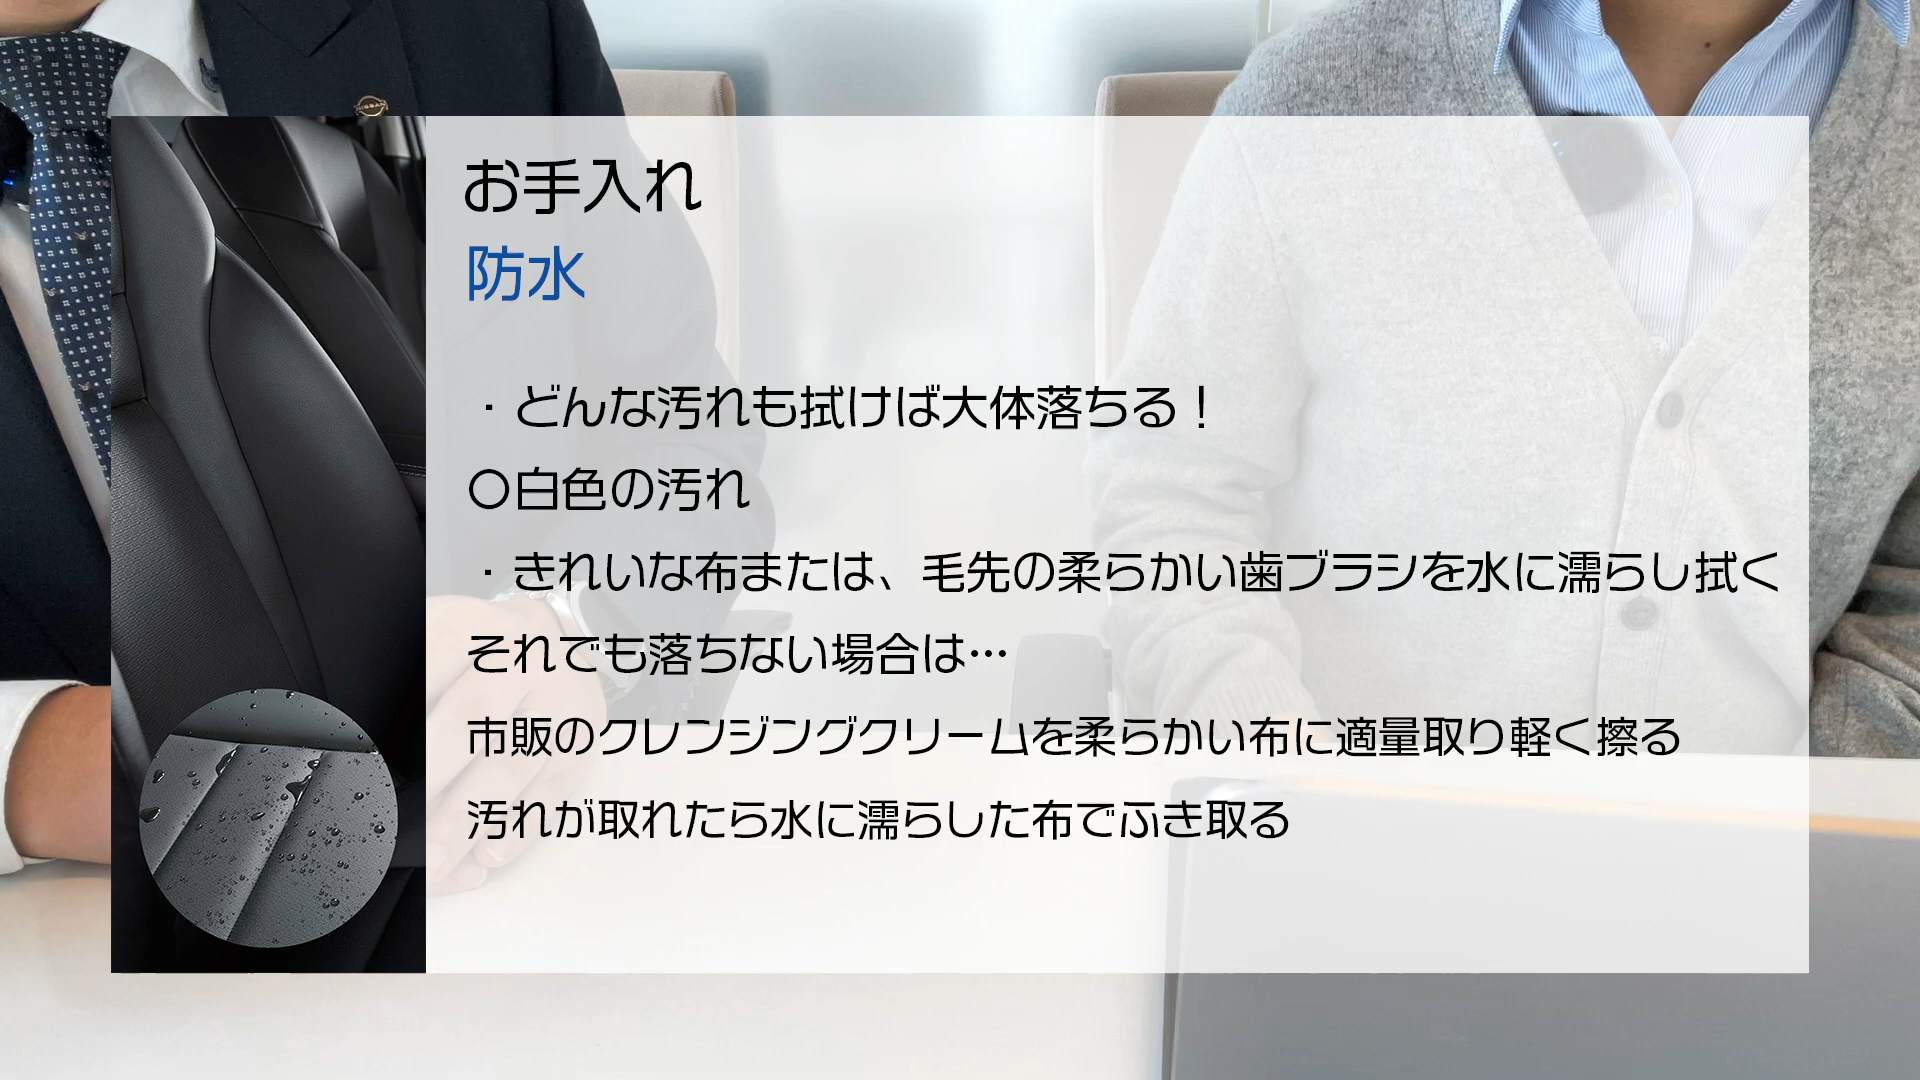 NISSAN
お手入れ
防水
・どんな汚れも拭けば大体落ちる！
〇白色の汚れ
・きれいな布または、毛先の柔らかい歯ブラシを水に濡らし拭く
それでも落ちない場合は…
市販のクレンジングクリームを柔らかい布に適量取り軽く擦る
汚れが取れたら水に濡らした布でふき取る